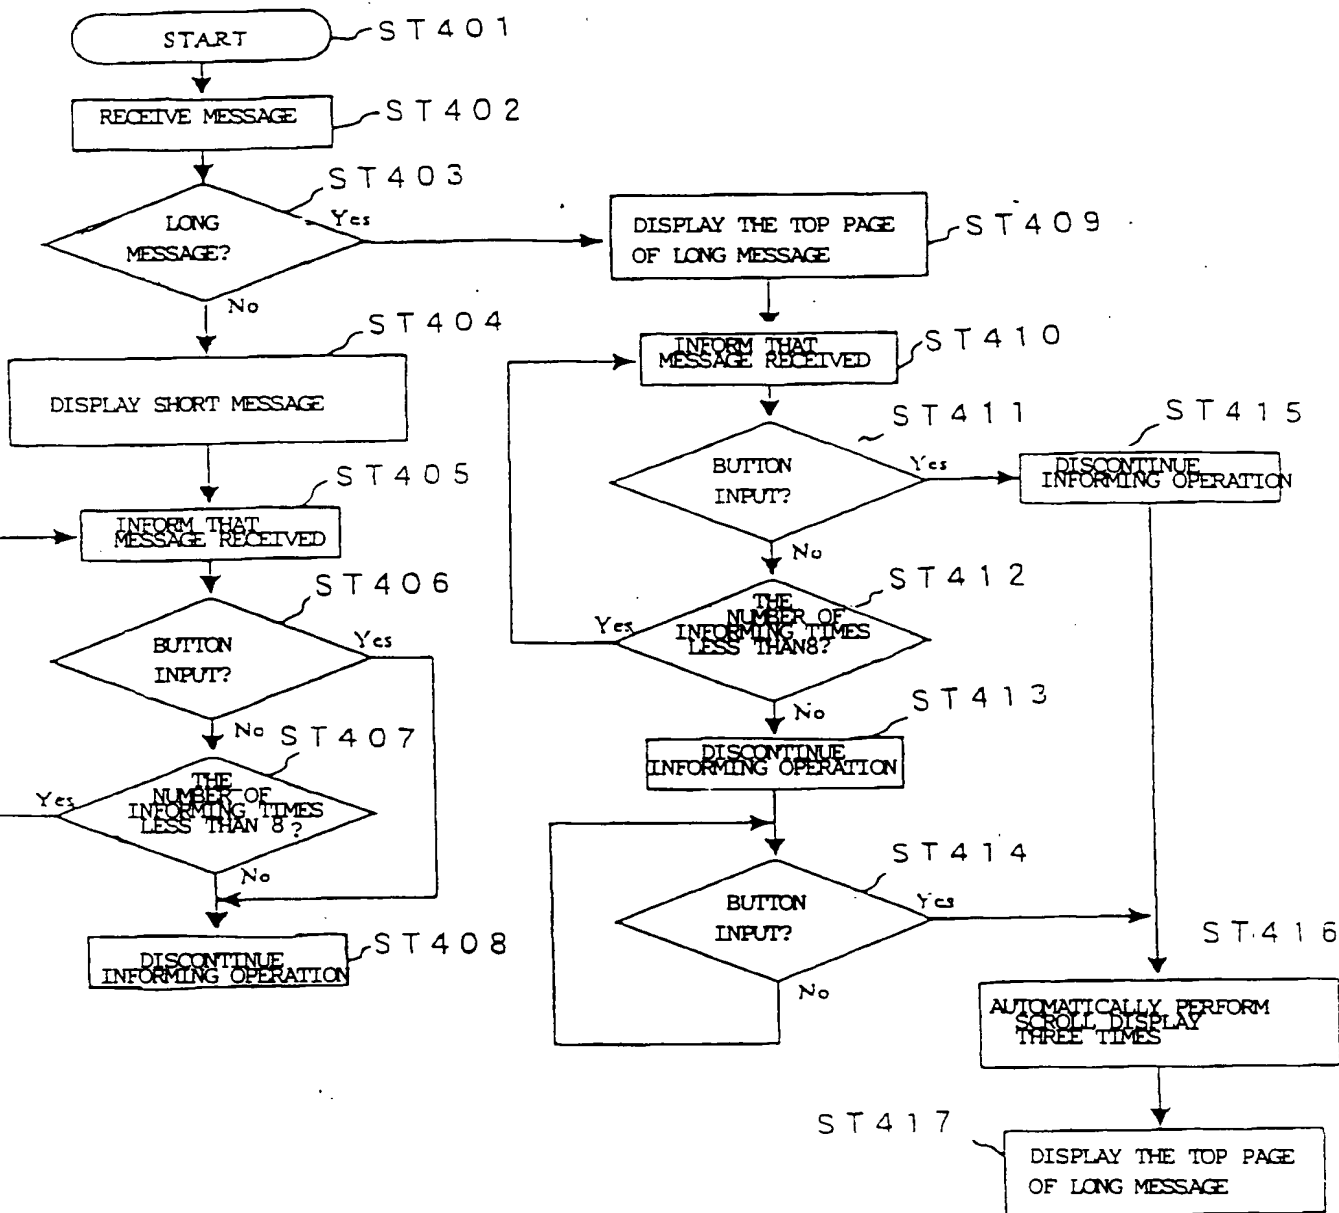 START
ST401
RECEIVE MESSAGE
ST402
LONG
MESSAGE?
ST403
Yes
No
DISPLAY SHORT MESSAGE
ST404
INFORM THAT
MESSAGE RECEIVED
ST405
BUTTON
INPUT?
ST406
Yes
No
THE
NUMBER OF
INFORMING TIMES
LESS THAN 8?
ST407
Yes
No
DISCONTINUE
INFORMING OPERATION
ST408
DISPLAY THE TOP PAGE
OF LONG MESSAGE
ST409
INFORM THAT
MESSAGE RECEIVED
ST410
BUTTON
INPUT?
ST411
Yes
No
THE
NUMBER OF
INFORMING TIMES
LESS THAN8?
ST412
Yes
No
DISCONTINUE
INFORMING OPERATION
ST413
BUTTON
INPUT?
ST414
Yes
No
DISCONTINUE
INFORMING OPERATION
ST415
AUTOMATICALLY PERFORM
SCROLL DISPLAY
THREE TIMES
ST416
DISPLAY THE TOP PAGE
OF LONG MESSAGE
ST417